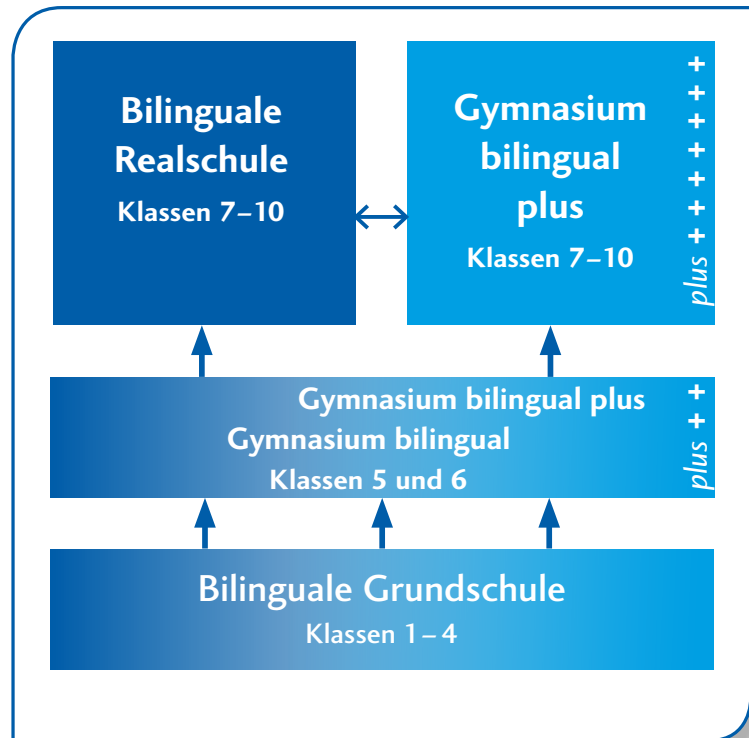 Bilinguale
Realschule
Klassen 7–10
Gymnasium
bilingual
plus
Klassen 7–10
plus + + + + + + + +
Gymnasium bilingual plus
Gymnasium bilingual
Klassen 5 und 6
plus + + +
Bilinguale Grundschule
Klassen 1–4